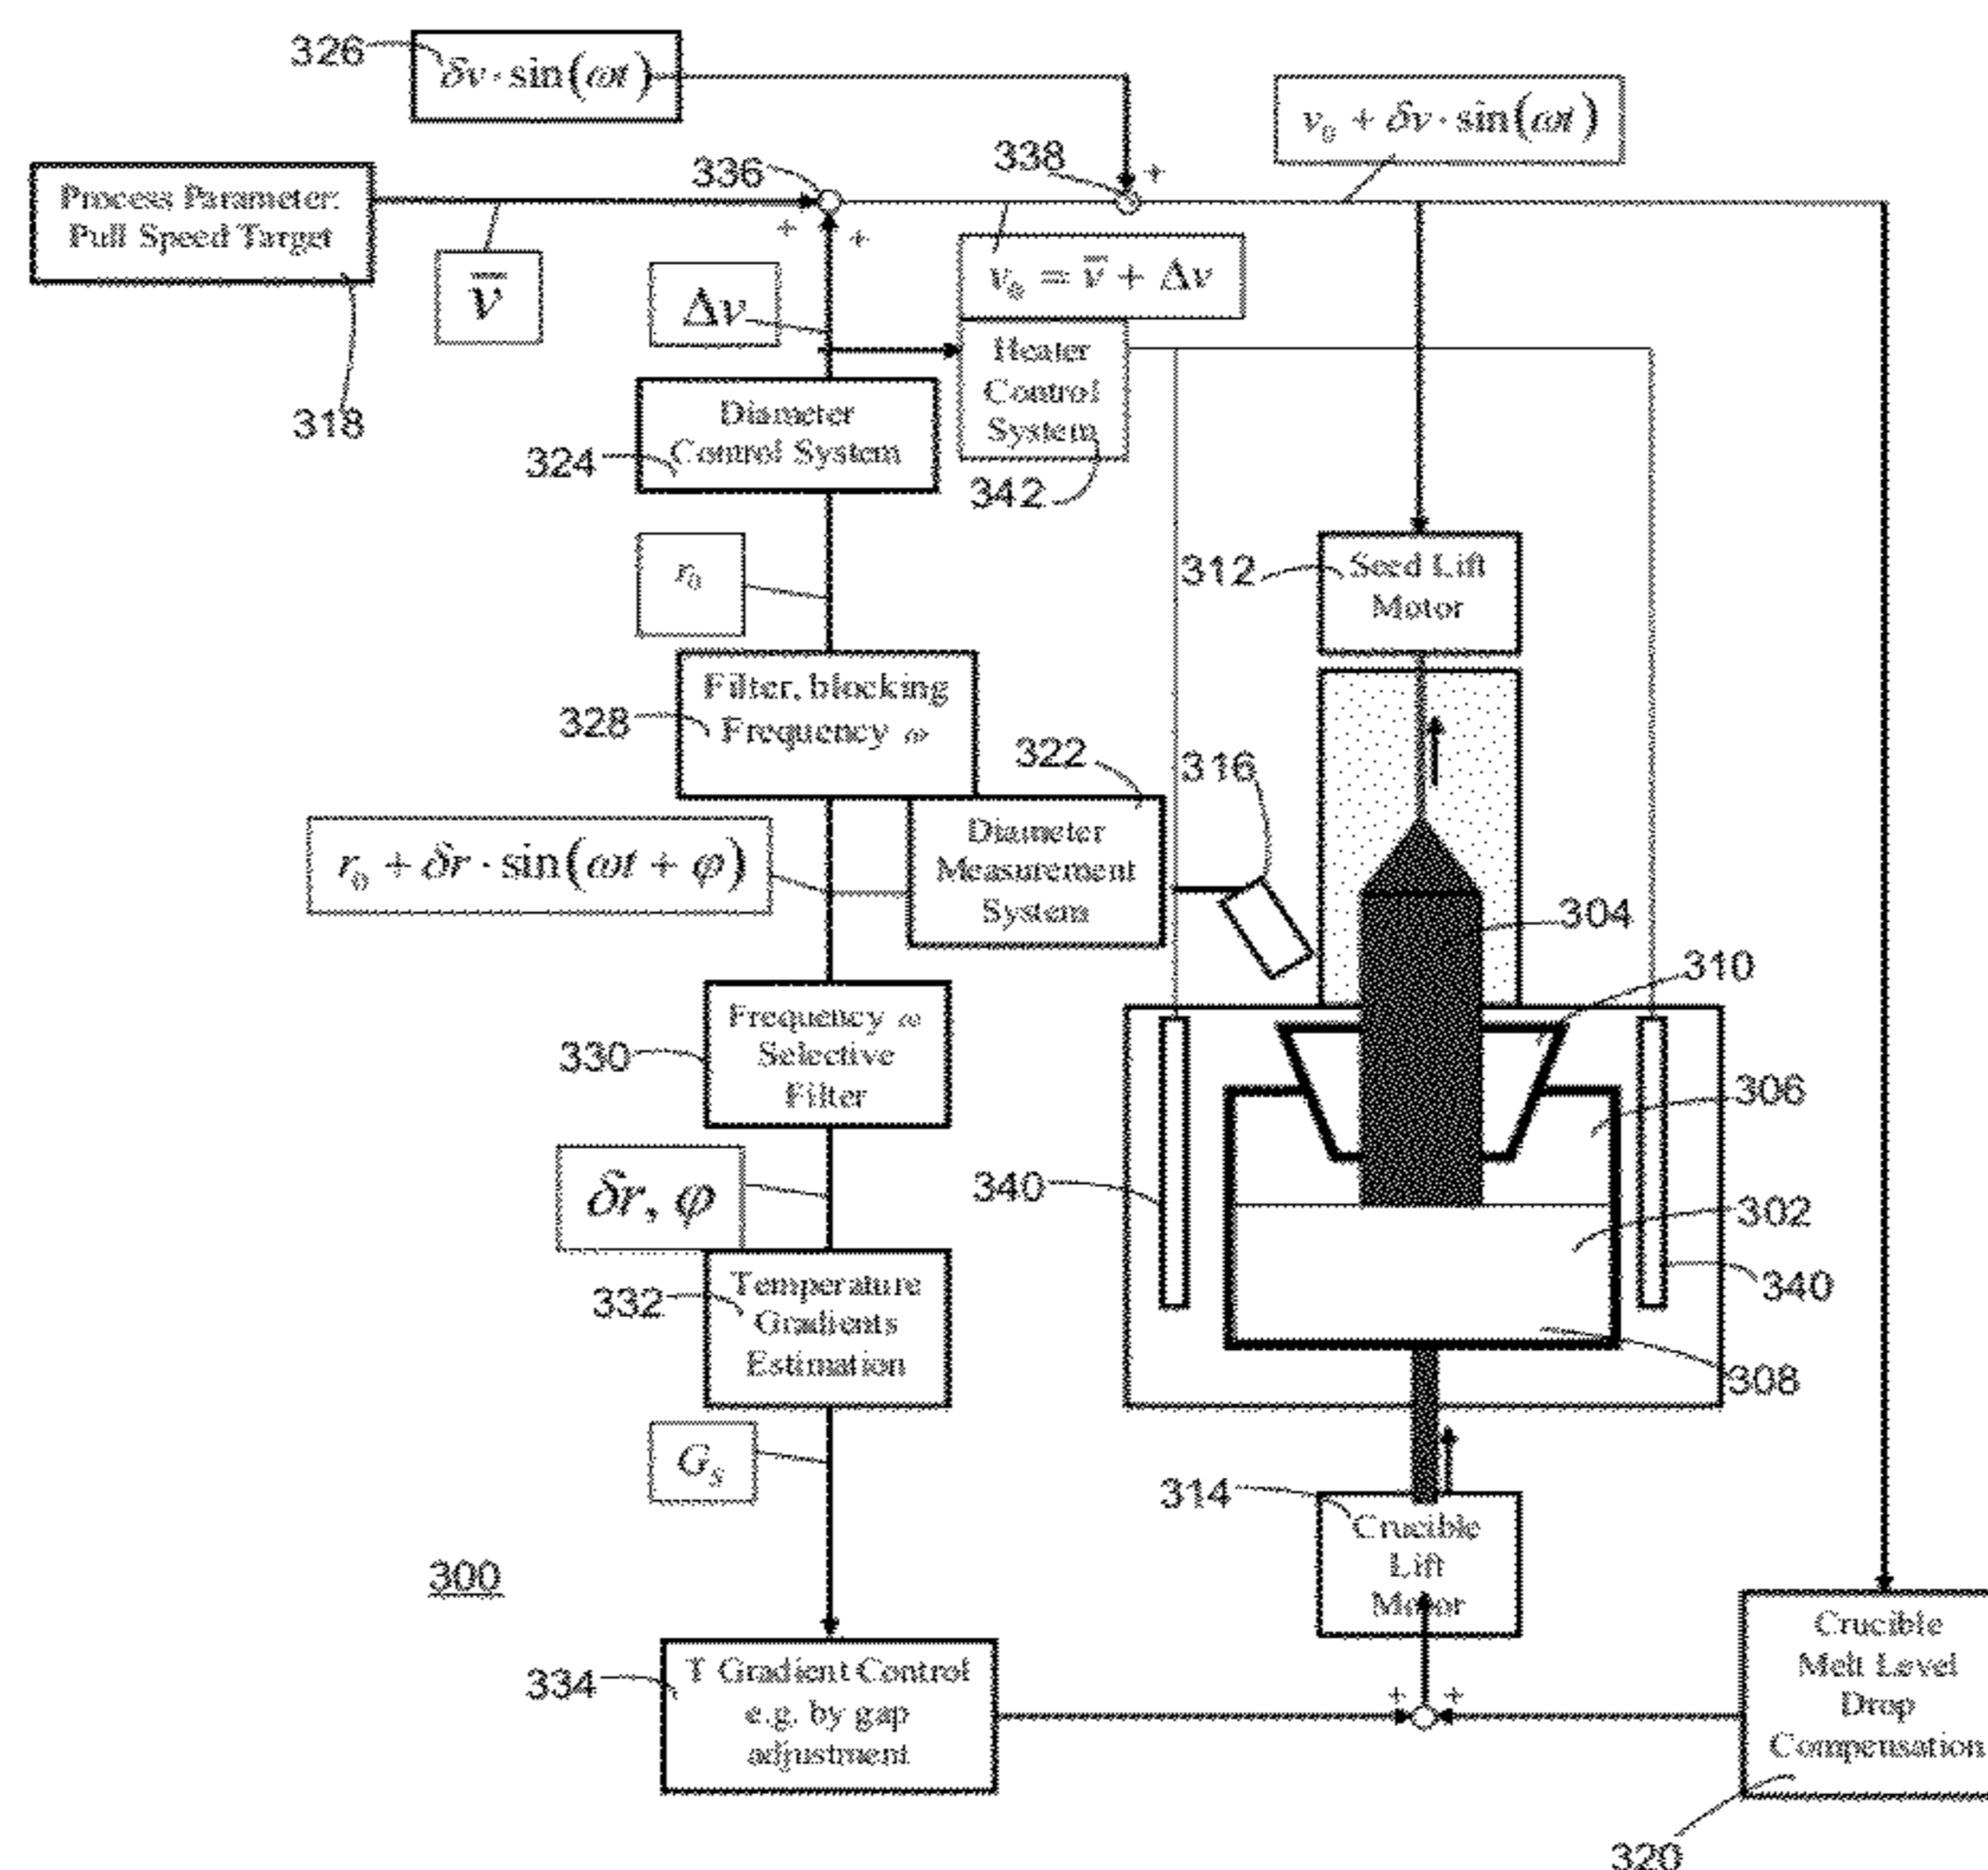 326
δv·sin(ωt)
336
338
+
v₀ + δv·sin(ωt)
Process Parameter:
Pull Speed Target
+
+
v̄
318
Δv
v₀ = v̄ + Δv
Heater
Control
System
342
Diameter
Control System
324
r₀
312
Seed Lift
Motor
Filter, blocking
Frequency ω
328
322
316
r₀ + δr·sin(ωt + φ)
Diameter
Measurement
System
304
310
Frequency ω
Selective
Filter
330
306
δr, φ
340
302
332
Temperature
Gradients
Estimation
340
308
Gₛ
314
Crucible
Lift
Motor
300
334
T Gradient Control
e.g. by gap
adjustment
+
+
Crucible
Melt Level
Drop
Compensation
320